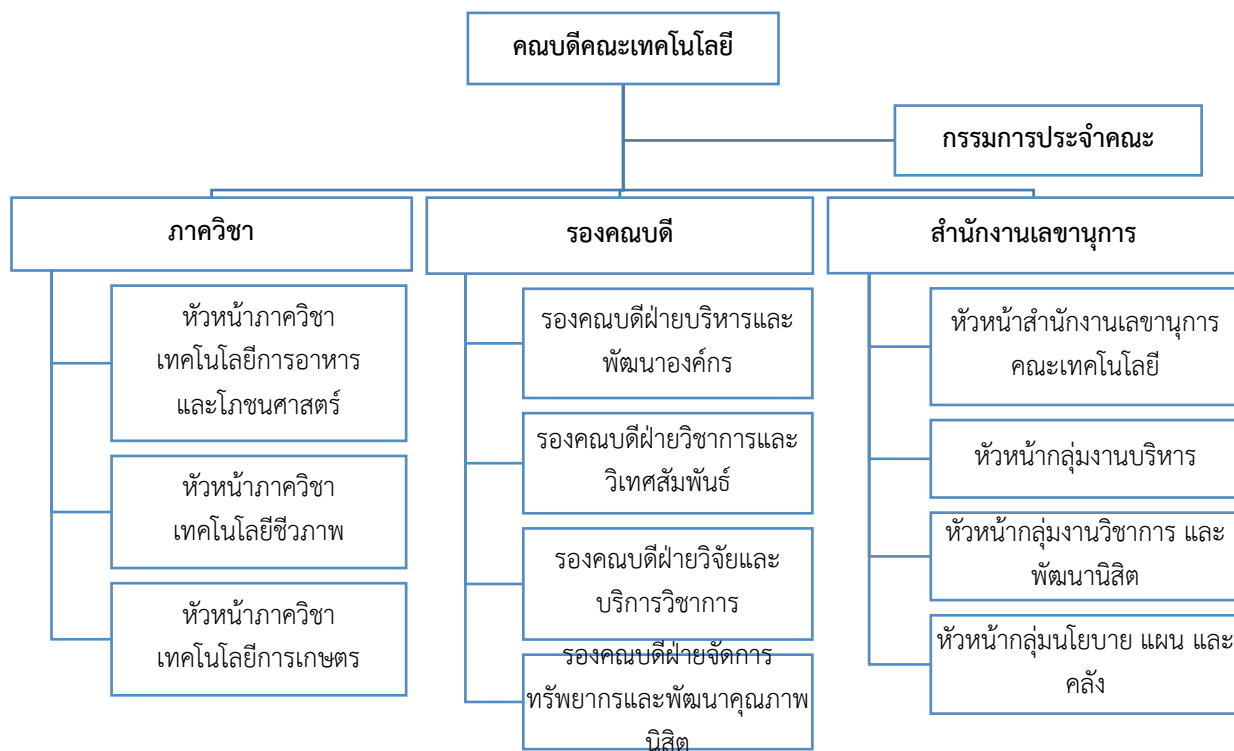 คณบดีคณะเทคโนโลยี
กรรมการประจำคณะ
ภาควิชา
หัวหน้าภาควิชา
เทคโนโลยีการอาหาร
และโภชนศาสตร์
หัวหน้าภาควิชา
เทคโนโลยีชีวภาพ
หัวหน้าภาควิชา
เทคโนโลยีการเกษตร
รองคณบดี
รองคณบดีฝ่ายบริหารและ
พัฒนาองค์กร
รองคณบดีฝ่ายวิชาการและ
วิเทศสัมพันธ์
รองคณบดีฝ่ายวิจัยและ
บริการวิชาการ
รองคณบดีฝ่ายจัดการ
ทรัพยากรและพัฒนาคุณภาพ
นิสิต
สำนักงานเลขานุการ
หัวหน้าสำนักงานเลขานุการ
คณะเทคโนโลยี
หัวหน้ากลุ่มงานบริหาร
หัวหน้ากลุ่มงานวิชาการ และ
พัฒนานิสิต
หัวหน้ากลุ่มนโยบาย แผน และ
คลัง